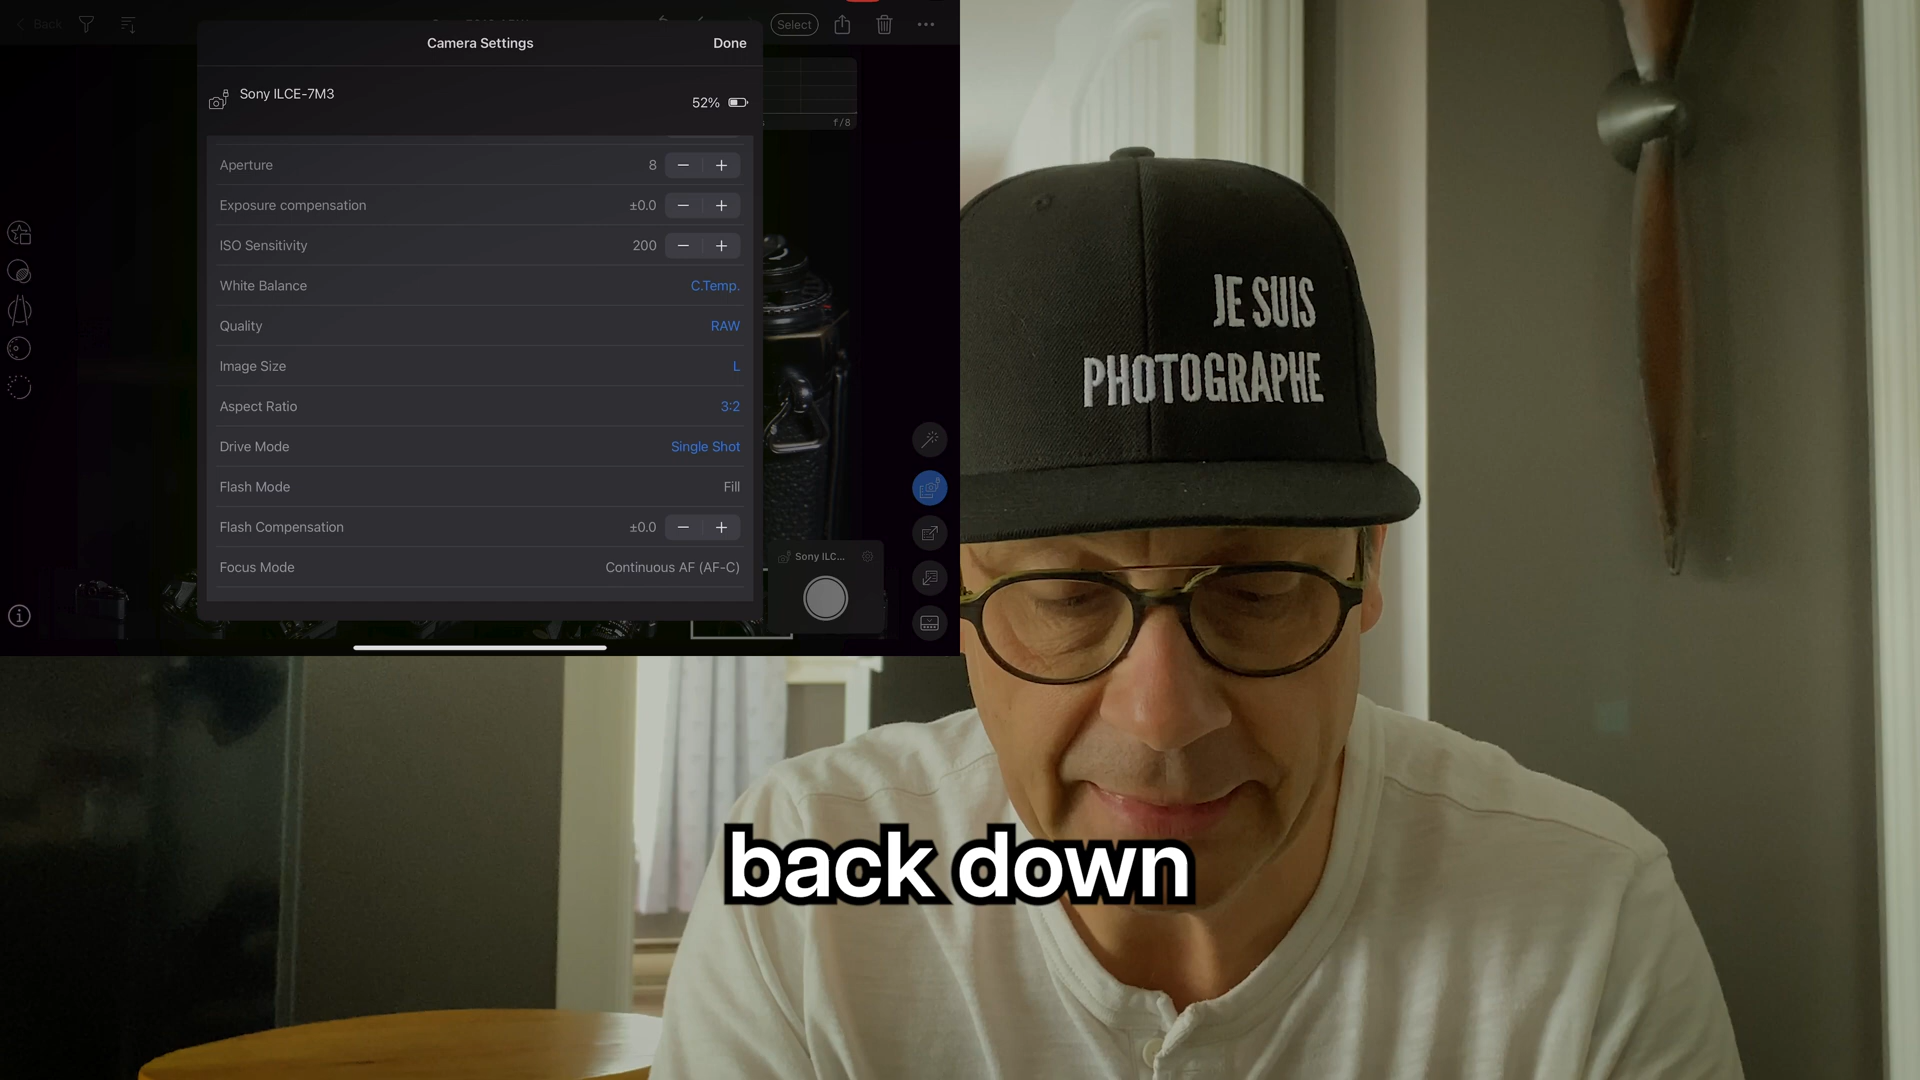 Back
Select
Camera Settings
Done
Sony ILCE-7M3
52%
f/8
Aperture
8
− +
Exposure compensation
±0.0
− +
ISO Sensitivity
200
− +
White Balance
C.Temp.
Quality
RAW
Image Size
L
Aspect Ratio
3:2
Drive Mode
Single Shot
Flash Mode
Fill
Flash Compensation
±0.0
− +
Focus Mode
Continuous AF (AF-C)
Sony ILC...
JE SUIS
PHOTOGRAPHE
back down